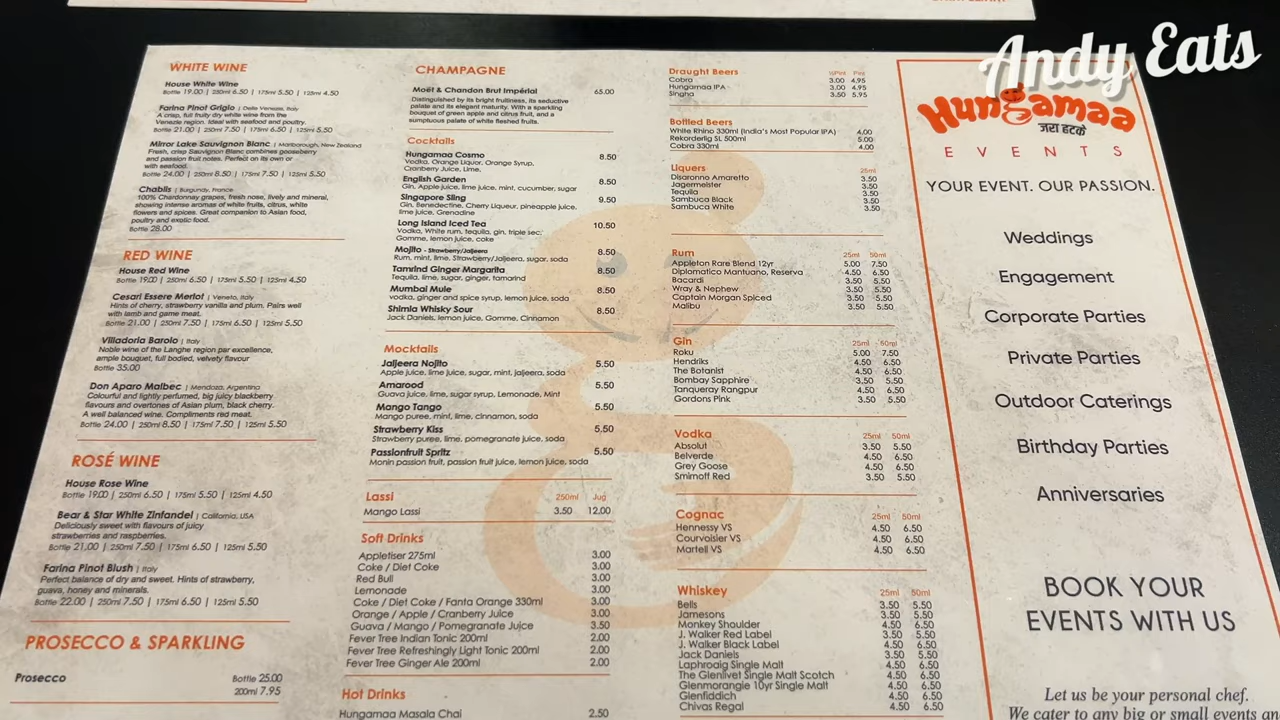 Andy Eats
WHITE WINE
House White Wine
Bottle 19.00 | 250ml 6.50 | 175ml 5.50 | 125ml 4.50
Farina Pinot Grigio | Delle Venezie, Italy
A crisp, full fruity dry white wine from the
Venezie region. Ideal with seafood and poultry.
Bottle 21.00 | 250ml 7.50 | 175ml 6.50 | 125ml 5.50
Mirror Lake Sauvignon Blanc | Marlborough, New Zealand
Fresh, crisp Sauvignon Blanc combines gooseberry
and passion fruit notes. Perfect on its own or
with seafood.
Bottle 24.00 | 250ml 8.50 | 175ml 7.50 | 125ml 5.50
Chablis | Burgundy, France
100% Chardonnay grapes, fresh nose, lively and mineral,
showing intense aromas of white fruits, citrus, white
flowers and spices. Great companion to Asian food,
poultry and exotic food.
Bottle 28.00
RED WINE
House Red Wine
Bottle 19.00 | 250ml 6.50 | 175ml 5.50 | 125ml 4.50
Cesari Essere Merlot | Veneto, Italy
Hints of cherry, strawberry vanilla and plum. Pairs well
with lamb and game meat.
Bottle 21.00 | 250ml 7.50 | 175ml 6.50 | 125ml 5.50
Villadoria Barolo | Italy
Noble wine of the Langhe region par excellence,
ample bouquet, full bodied, velvety flavour
Bottle 35.00
Don Aparo Malbec | Mendoza, Argentina
Colourful and lightly perfumed, big juicy blackberry
flavours and overtones of Asian plum, black cherry.
A well balanced wine. Compliments red meat.
Bottle 24.00 | 250ml 8.50 | 175ml 7.50 | 125ml 5.50
ROSÉ WINE
House Rose Wine
Bottle 19.00 | 250ml 6.50 | 175ml 5.50 | 125ml 4.50
Bear & Star White Zinfandel | California, USA
Deliciously sweet with flavours of juicy
strawberries and raspberries.
Bottle 21.00 | 250ml 7.50 | 175ml 6.50 | 125ml 5.50
Farina Pinot Blush | Italy
Perfect balance of dry and sweet. Hints of strawberry,
guava, honey and minerals.
Bottle 22.00 | 250ml 7.50 | 175ml 6.50 | 125ml 5.50
PROSECCO & SPARKLING
Prosecco Bottle 25.00
200ml 7.95
CHAMPAGNE
Moët & Chandon Brut Impérial 65.00
Distinguished by its bright fruitiness, its seductive
palate and its elegant maturity. With a sparkling
bouquet of green apple and citrus fruit, and a
sumptuous palate of white fleshed fruits.
Cocktails
Hungamaa Cosmo 8.50
Vodka, Orange Liquor, Orange Syrup,
Cranberry Juice, Lime,
English Garden 8.50
Gin, Apple juice, lime juice, mint, cucumber, sugar
Singapore Sling 9.50
Gin, Benedectine, Cherry Liqueur, pineapple juice,
lime juice, Grenadine
Long Island Iced Tea 10.50
Vodka, White rum, tequila, gin, triple sec,
Gomme, lemon juice, coke
Mojito - Strawberry/Jaljeera 8.50
Rum, mint, lime, Strawberry/Jaljeera, sugar, soda
Tamrind Ginger Margarita 8.50
Tequila, lime, sugar, ginger, tamarind
Mumbai Mule 8.50
vodka, ginger and spice syrup, lemon juice, soda
Shimla Whisky Sour 8.50
Jack Daniels, lemon juice, Gomme, Cinnamon
Mocktails
Jaljeera Nojito 5.50
Apple juice, lime juice, sugar, mint, jaljeera, soda
Amarood 5.50
Guava juice, lime, sugar syrup, Lemonade, Mint
Mango Tango 5.50
Mango puree, mint, lime, cinnamon, soda
Strawberry Kiss 5.50
Strawberry puree, lime, pomegranate juice, soda
Passionfruit Spritz 5.50
Monin passion fruit, passion fruit juice, lemon juice, soda
Lassi 250ml Jug
Mango Lassi 3.50 12.00
Soft Drinks
Appletiser 275ml 3.00
Coke / Diet Coke 3.00
Red Bull 3.00
Lemonade 3.00
Coke / Diet Coke / Fanta Orange 330ml 3.00
Orange / Apple / Cranberry Juice 3.00
Guava / Mango / Pomegranate Juice 3.50
Fever Tree Indian Tonic 200ml 2.00
Fever Tree Refreshingly Light Tonic 200ml 2.00
Fever Tree Ginger Ale 200ml 2.00
Hot Drinks
Hungamaa Masala Chai 2.50
Draught Beers H/Pint Pint
Cobra 3.00 4.95
Hungamaa IPA 3.00 4.95
Singha 3.50 5.95
Bottled Beers
White Rhino 330ml (India's Most Popular IPA) 4.00
Rekorderlig SL 500ml 5.00
Cobra 330ml 4.00
Liquers 25ml
Disaronno Amaretto 3.50
Jagermeister 3.50
Tequila 3.50
Sambuca Black 3.50
Sambuca White 3.50
Rum 25ml 50ml
Appleton Rare Blend 12yr 5.00 7.50
Diplomatico Mantuano, Reserva 4.50 6.50
Bacardi 3.50 5.50
Wray & Nephew 3.50 5.50
Captain Morgan Spiced 3.50 5.50
Malibu 3.50 5.50
Gin 25ml 50ml
Roku 5.00 7.50
Hendriks 4.50 6.50
The Botanist 4.50 6.50
Bombay Sapphire 3.50 5.50
Tanqueray Rangpur 4.50 6.50
Gordons Pink 3.50 5.50
Vodka 25ml 50ml
Absolut 3.50 5.50
Belverde 4.50 6.50
Grey Goose 4.50 6.50
Smirnoff Red 3.50 5.50
Cognac 25ml 50ml
Hennessy VS 4.50 6.50
Courvoisier VS 4.50 6.50
Martell VS 4.50 6.50
Whiskey 25ml 50ml
Bells 3.50 5.50
Jamesons 3.50 5.50
Monkey Shoulder 4.50 6.50
J. Walker Red Label 3.50 5.50
J. Walker Black Label 4.50 6.50
Jack Daniels 3.50 5.50
Laphroaig Single Malt 4.50 6.50
The Glenlivet Single Malt Scotch 4.50 6.50
Glenmorangie 10yr Single Malt 4.50 6.50
Glenfiddich 4.50 6.50
Chivas Regal 4.50 6.50
Hungamaa
जरा हटके
EVENTS
YOUR EVENT. OUR PASSION.
Weddings
Engagement
Corporate Parties
Private Parties
Outdoor Caterings
Birthday Parties
Anniversaries
BOOK YOUR
EVENTS WITH US
Let us be your personal chef.
We cater to any big or small events an